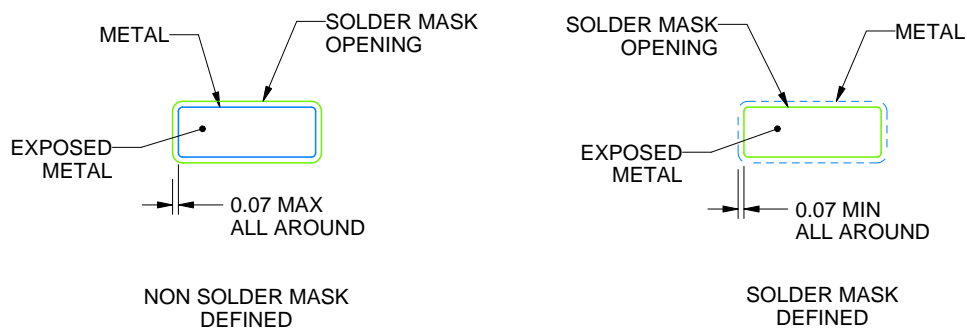 METAL
SOLDER MASK
OPENING
EXPOSED
METAL
0.07 MAX
ALL AROUND
NON SOLDER MASK
DEFINED
SOLDER MASK
OPENING
METAL
EXPOSED
METAL
0.07 MIN
ALL AROUND
SOLDER MASK
DEFINED